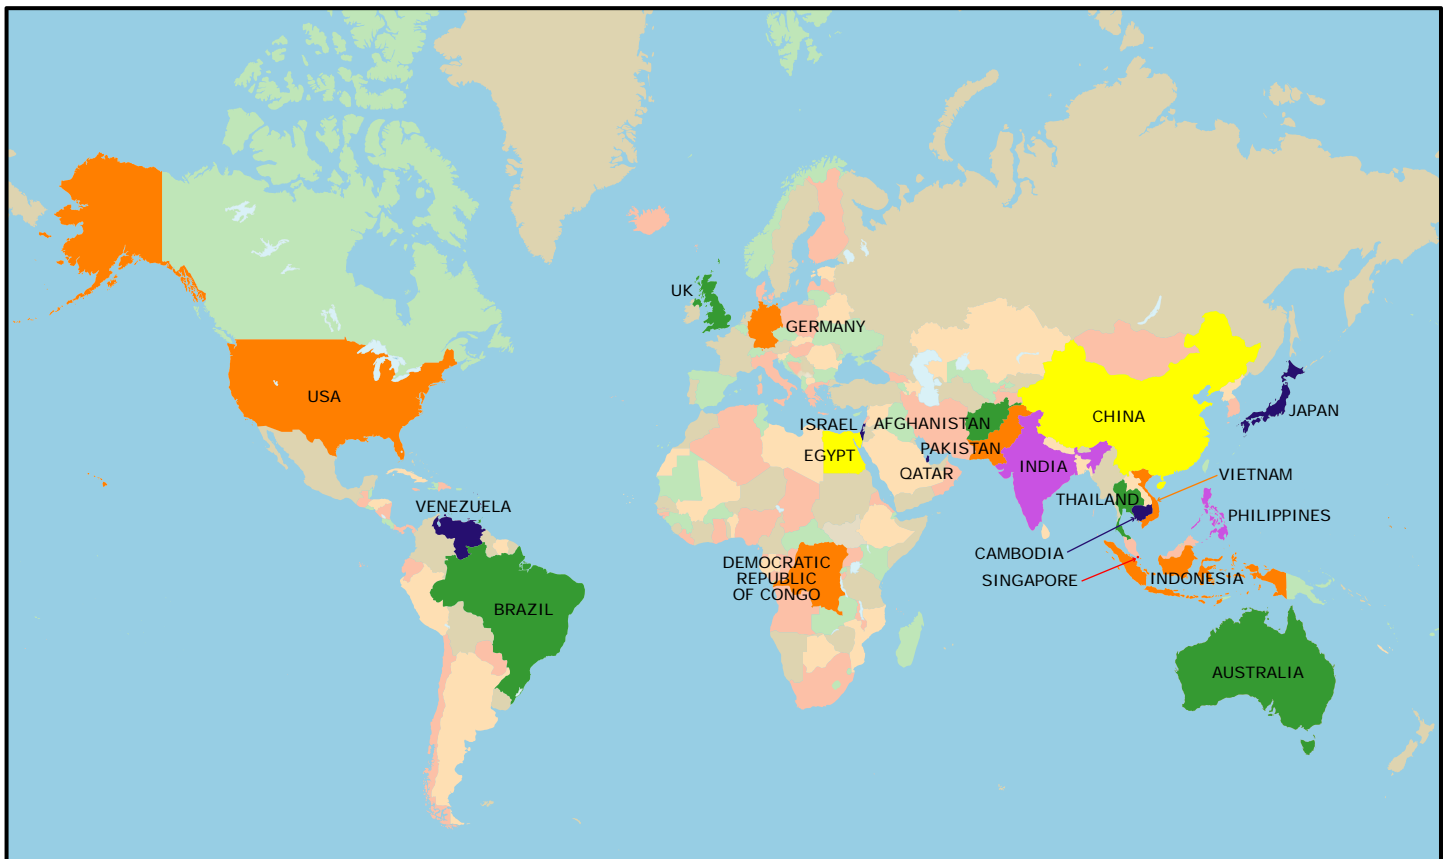 UK
GERMANY
USA
ISRAEL
AFGHANISTAN
CHINA
JAPAN
EGYPT
PAKISTAN
QATAR
INDIA
VIETNAM
VENEZUELA
THAILAND
PHILIPPINES
CAMBODIA
DEMOCRATIC
REPUBLIC
OF CONGO
SINGAPORE
INDONESIA
BRAZIL
AUSTRALIA